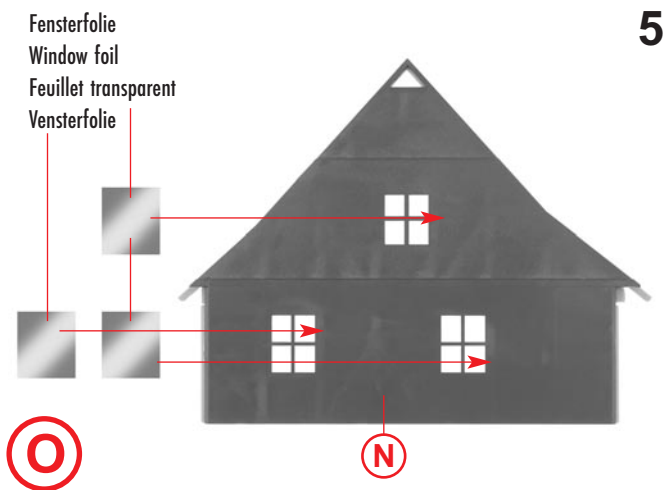 Fensterfolie
Window foil
Feuillet transparent
Vensterfolie
5
N
O